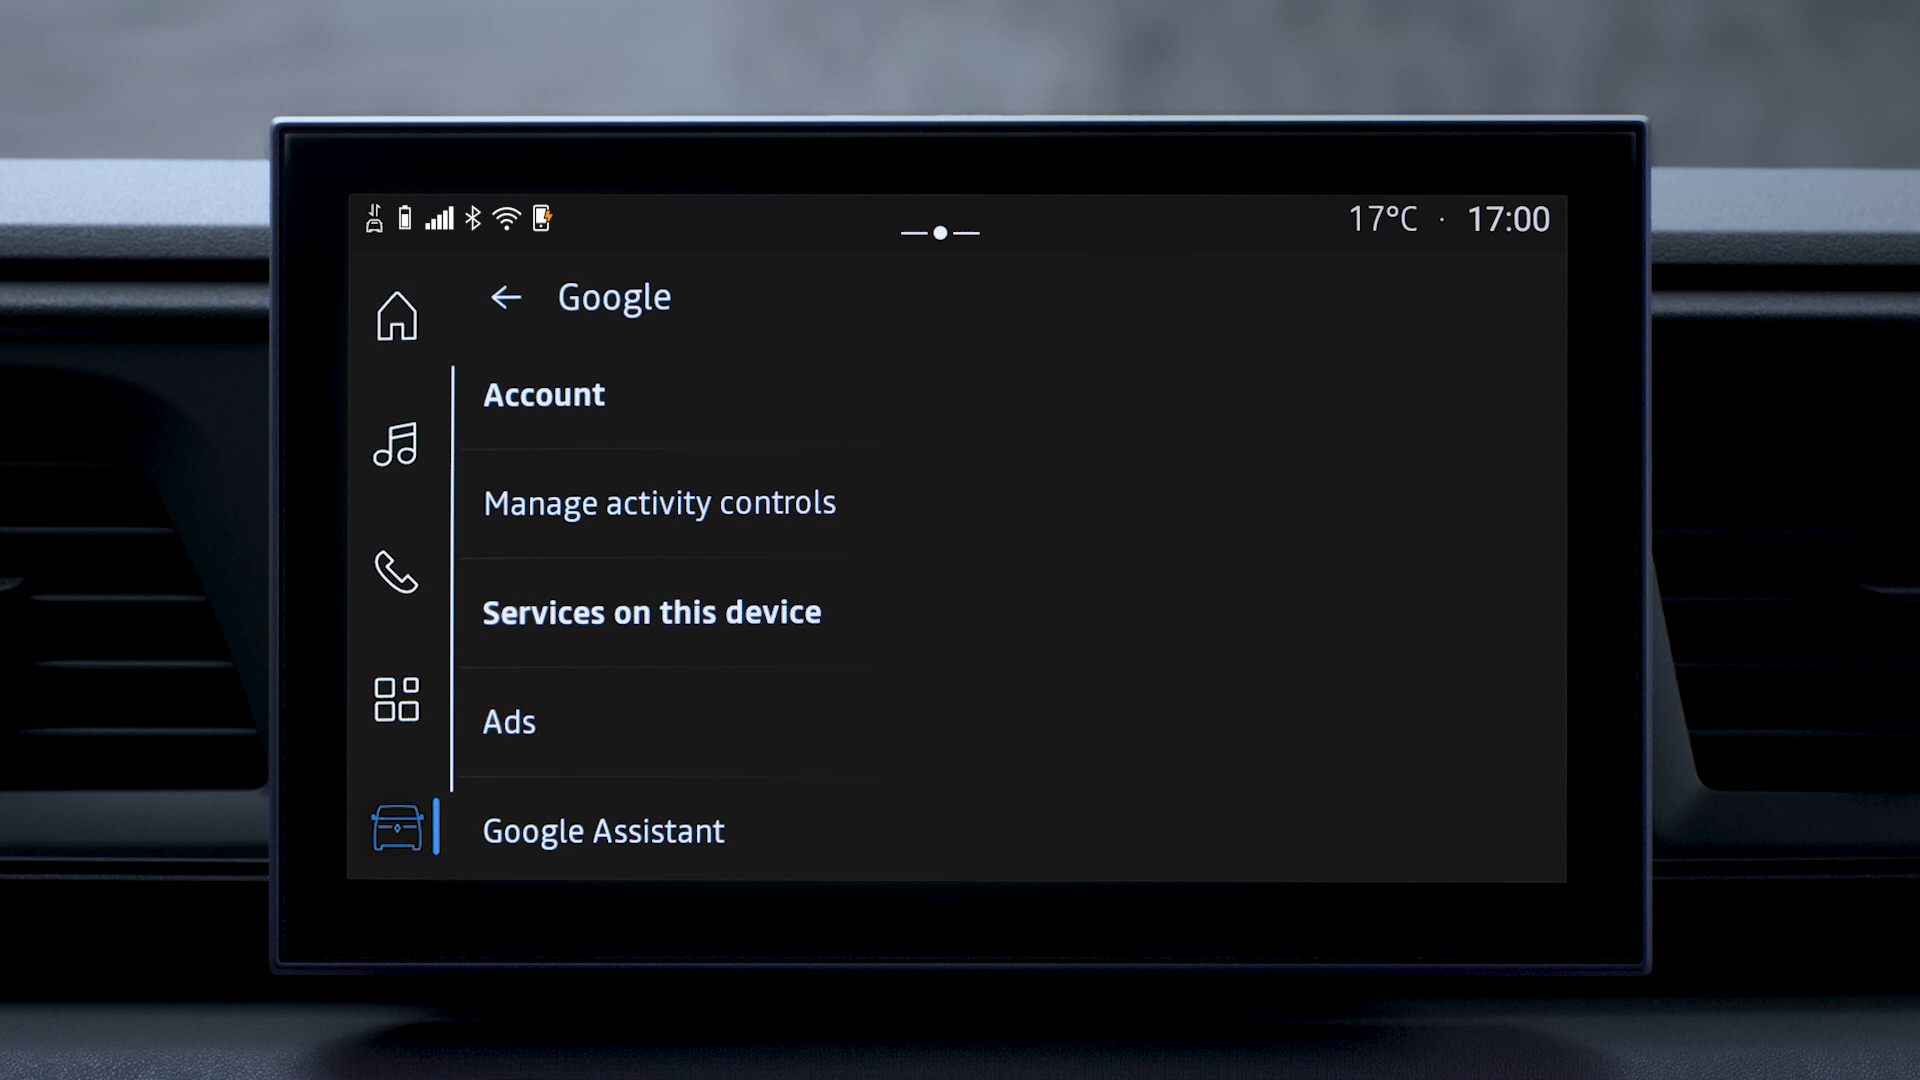 17°C · 17:00
Google
Account
Manage activity controls
Services on this device
Ads
Google Assistant